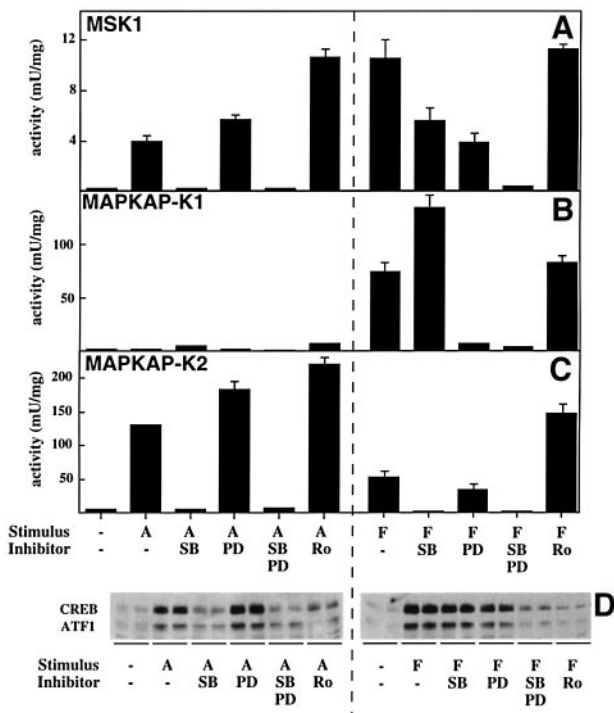 MSK1 A
12
8
4
activity (mU/mg)
MAPKAP-K1 B
100
50
activity (mU/mg)
MAPKAP-K2 C
200
150
100
50
activity (mU/mg)
Stimulus - A A A A A F F F F F
Inhibitor - - SB PD SB Ro - SB PD SB Ro
PD PD
CREB D
ATF1
Stimulus - A A A A A - F F F F F
Inhibitor - - SB PD SB Ro - - SB PD SB Ro
PD PD